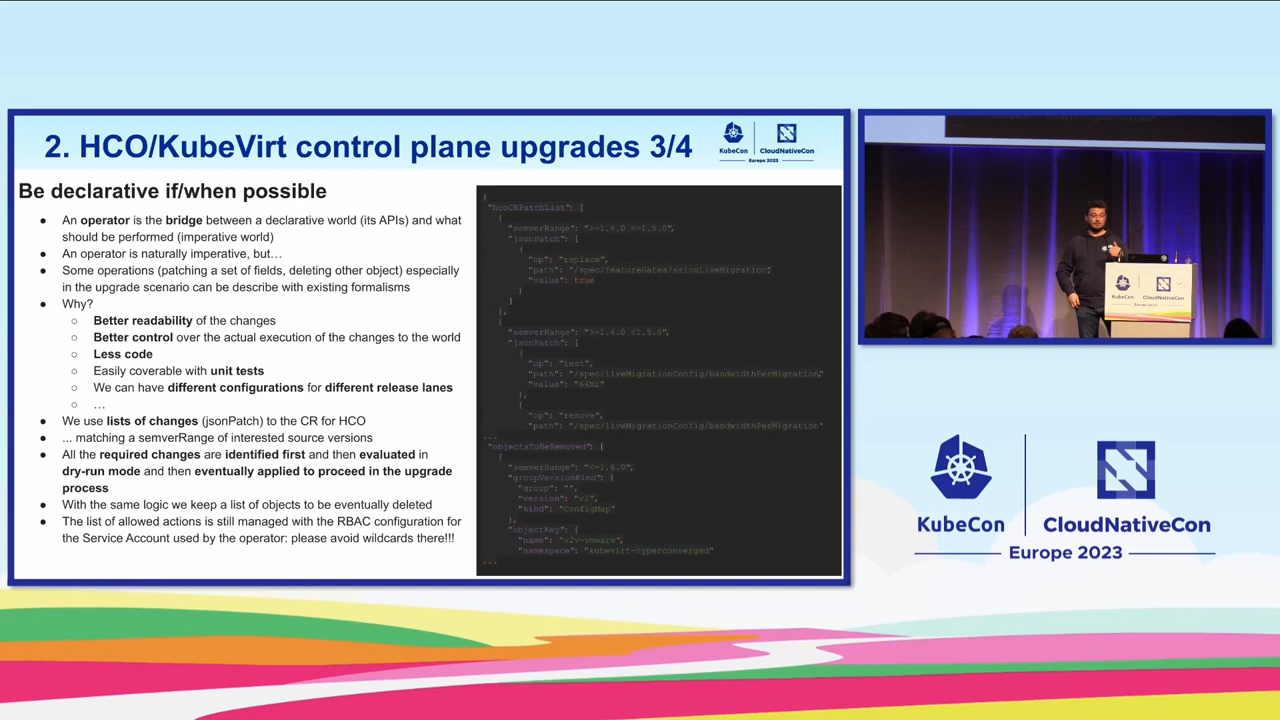 2. HCO/KubeVirt control plane upgrades 3/4
KubeCon
CloudNativeCon
Europe 2023
Be declarative if/when possible
● An operator is the bridge between a declarative world (its APIs) and what
should be performed (imperative world)
● An operator is naturally imperative, but…
● Some operations (patching a set of fields, deleting other object) especially
in the upgrade scenario can be describe with existing formalisms
● Why?
○ Better readability of the changes
○ Better control over the actual execution of the changes to the world
○ Less code
○ Easily coverable with unit tests
○ We can have different configurations for different release lanes
○ …
● We use lists of changes (jsonPatch) to the CR for HCO
● ... matching a semverRange of interested source versions
● All the required changes are identified first and then evaluated in
dry-run mode and then eventually applied to proceed in the upgrade
process
● With the same logic we keep a list of objects to be eventually deleted
● The list of allowed actions is still managed with the RBAC configuration for
the Service Account used by the operator: please avoid wildcards there!!!
{
"hcoCRPatchList": [
{
"semverRange": ">=1.4.0 <=1.5.0",
"jsonPatch": [
{
"op": "replace",
"path": "/spec/featureGates/sriovLiveMigration",
"value": true
}
]
},
{
"semverRange": ">=1.4.0 <1.5.0",
"jsonPatch": [
{
"op": "test",
"path": "/spec/liveMigrationConfig/bandwidthPerMigration",
"value": "64Mi"
},
{
"op": "remove",
"path": "/spec/liveMigrationConfig/bandwidthPerMigration"
...
"objectsToBeRemoved": [
{
"semverRange": "<=1.6.0",
"groupVersionKind": {
"group": "",
"version": "v1",
"kind": "ConfigMap"
},
"objectKey": {
"name": "v2v-vmware",
"namespace": "kubevirt-hyperconverged"
...
KubeCon
CloudNativeCon
KubeCon
CloudNativeCon
Europe 2023